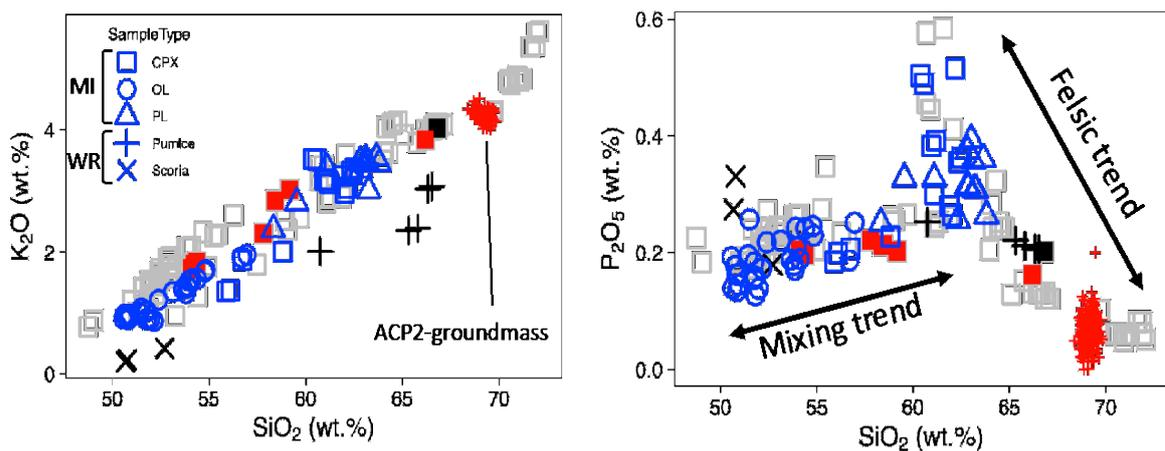 SampleType
MI
CPX
OL
PL
WR
Pumice
Scoria
K2O (wt.%)
4
2
0
50
55
60
65
70
SiO2 (wt.%)
ACP2-groundmass
P2O5 (wt.%)
0.6
0.4
0.2
0.0
50
55
60
65
70
SiO2 (wt.%)
Felsic trend
Mixing trend